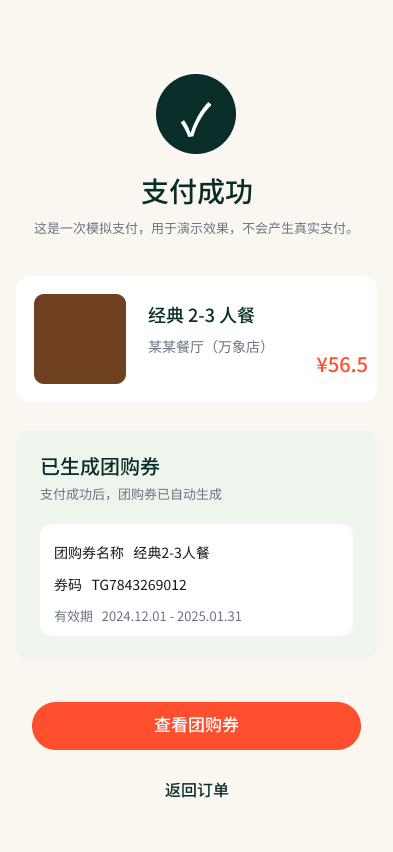 支付成功
这是一次模拟支付，用于演示效果，不会产生真实支付。
经典 2-3 人餐
某某餐厅（万象店）
¥56.5
已生成团购券
支付成功后，团购券已自动生成
团购券名称 经典2-3人餐
券码 TG7843269012
有效期 2024.12.01 - 2025.01.31
查看团购券
返回订单